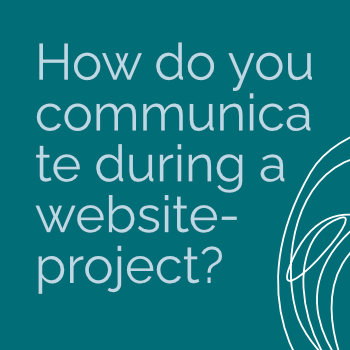 How do you
communica
te during a
website-
project?